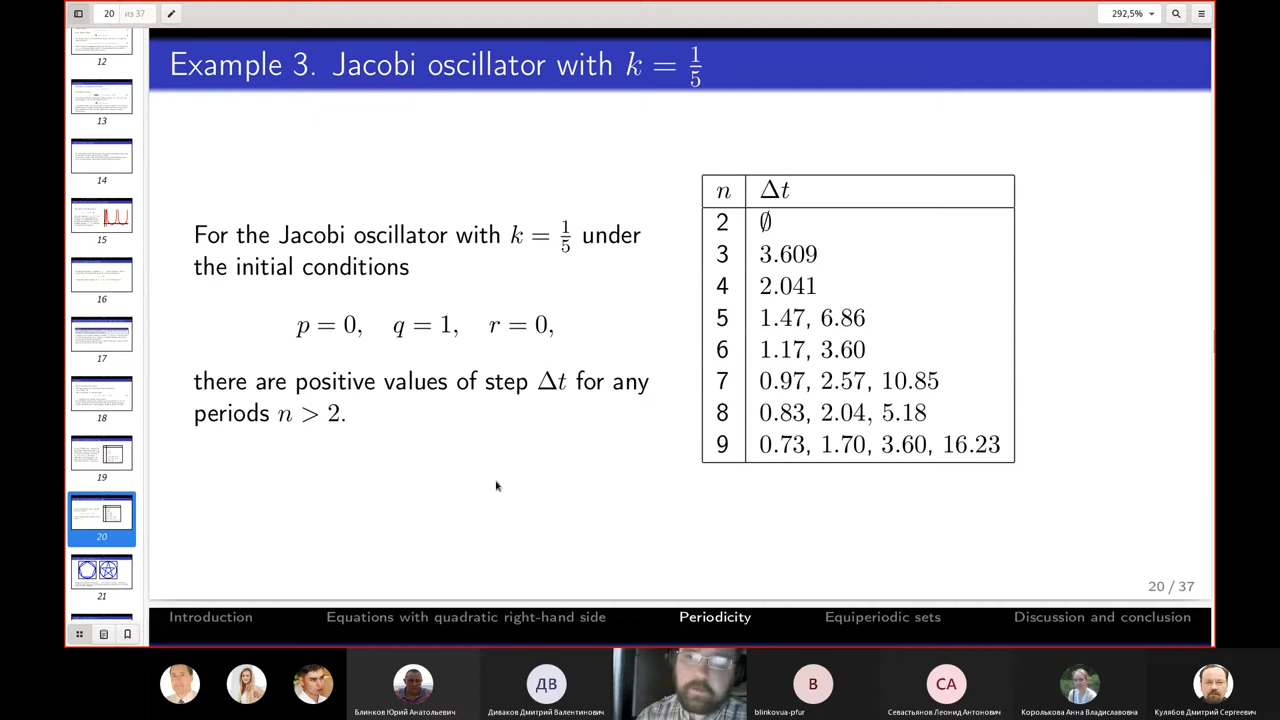 20 из 37
292,5%
12
13
14
15
16
17
18
19
20
21
Example 3. Jacobi oscillator with k = 1/5
For the Jacobi oscillator with k = 1/5 under
the initial conditions
p = 0, q = 1, r = 0,
there are positive values of step Δt for any
periods n > 2.
n Δt
2 ∅
3 3.609
4 2.041
5 1.47, 6.86
6 1.17, 3.60
7 0.97, 2.57, 10.85
8 0.83, 2.04, 5.18
9 0.73, 1.70, 3.60, 16.23
20 / 37
Introduction Equations with quadratic right-hand side Periodicity Equiperiodic sets Discussion and conclusion
ДВ B СА
Блинков Юрий Анатольевич Диваков Дмитрий Валентинович blinkovua-pfur Севастьянов Леонид Антонович Королькова Анна Владиславовна Кулябов Дмитрий Сергеевич